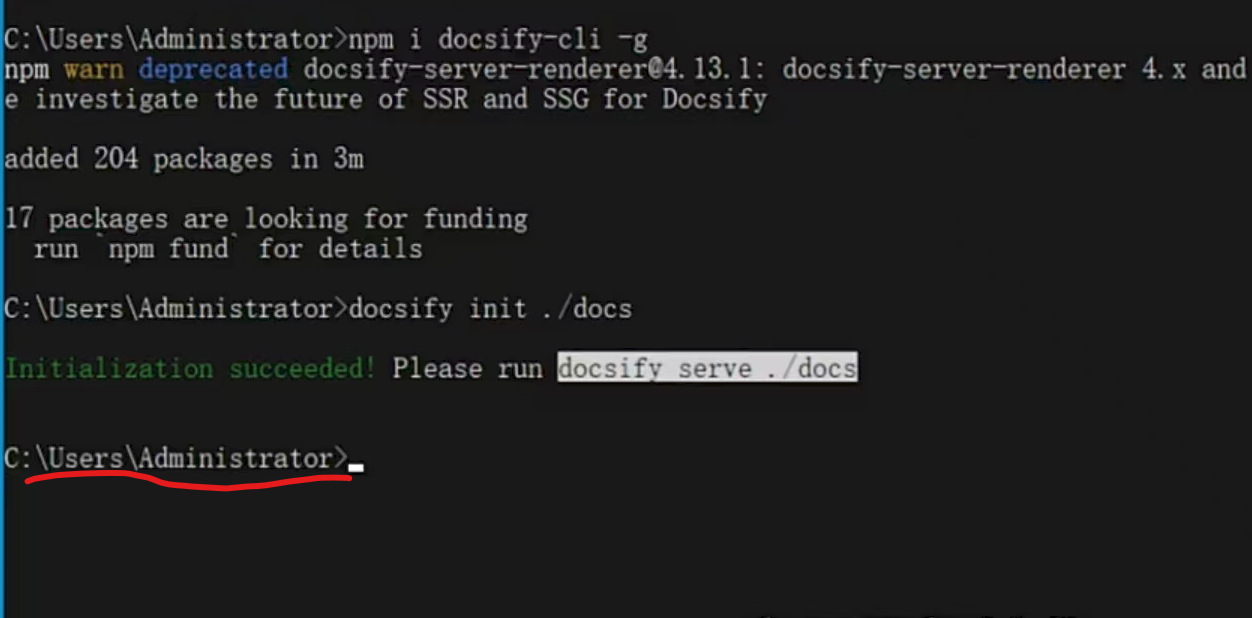 C:\Users\Administrator>npm i docsify-cli -g
npm warn deprecated docsify-server-renderer@4.13.1: docsify-server-renderer 4.x and
e investigate the future of SSR and SSG for Docsify
added 204 packages in 3m
17 packages are looking for funding
run `npm fund` for details
C:\Users\Administrator>docsify init ./docs
Initialization succeeded! Please run docsify serve ./docs
C:\Users\Administrator>